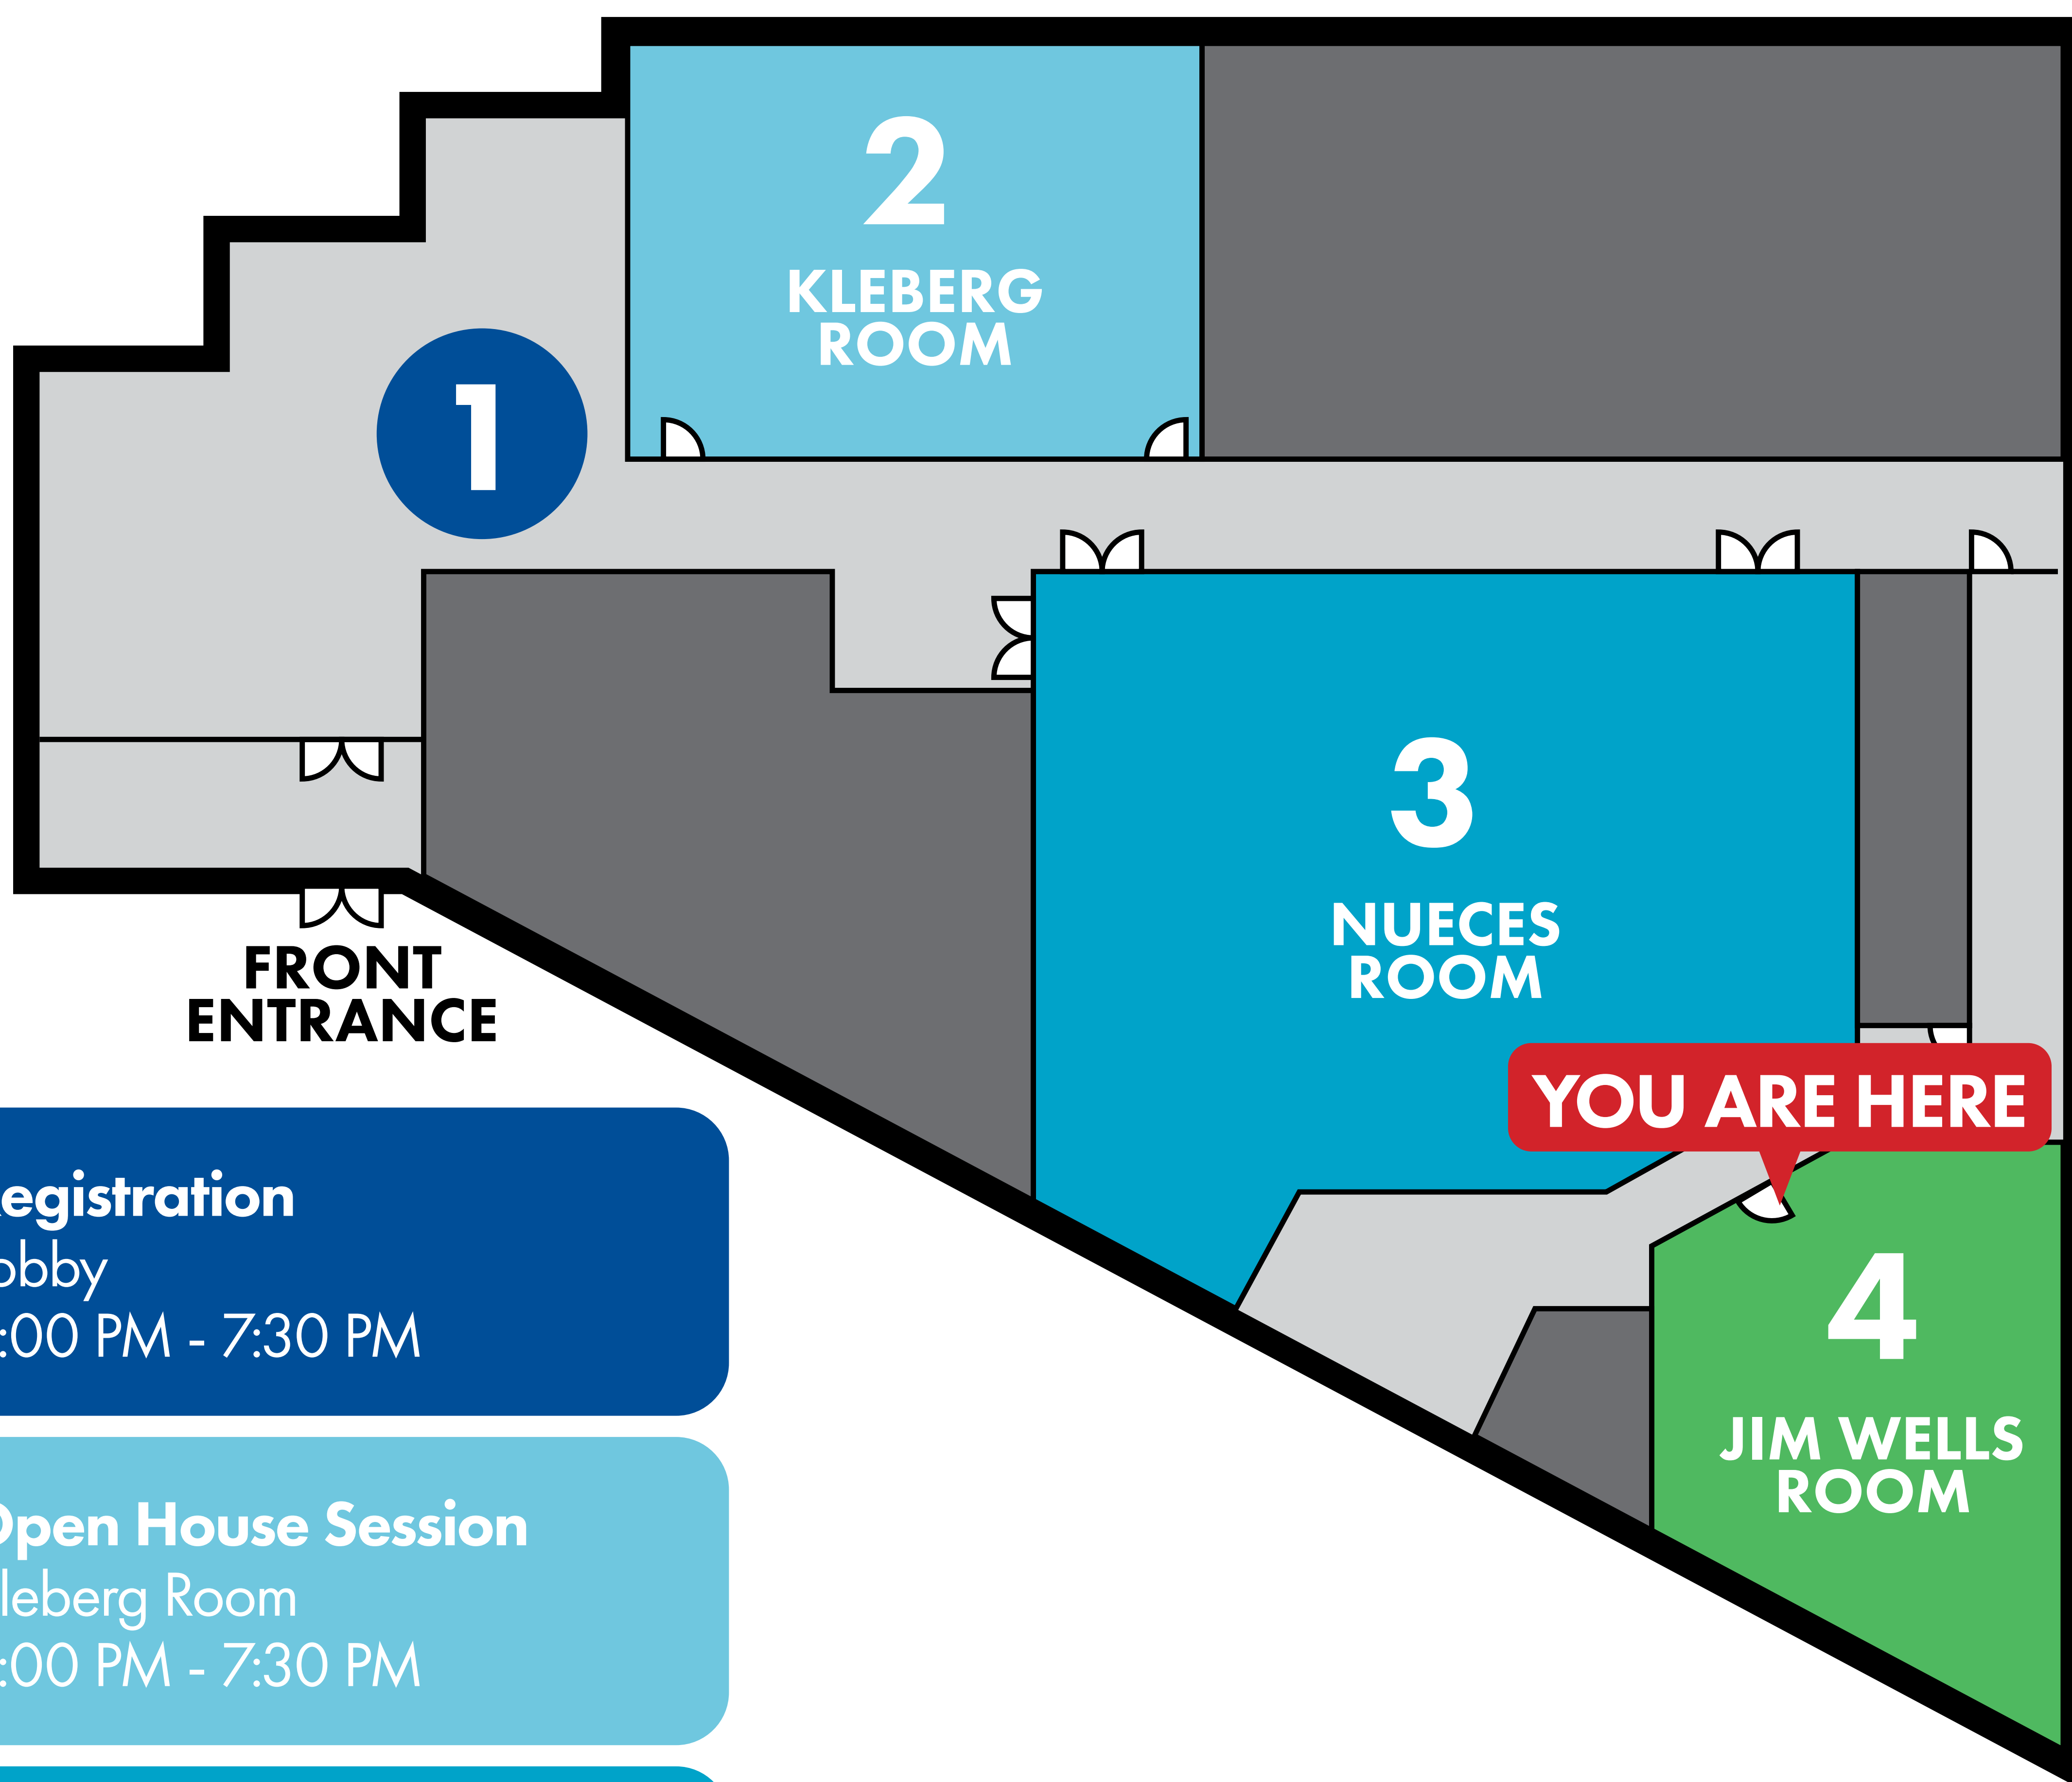 2
KLEBERG
ROOM
1
3
NUECES
ROOM
FRONT
ENTRANCE
YOU ARE HERE
4
JIM WELLS
ROOM
egistration
obby
:00 PM - 7:30 PM
Open House Session
leberg Room
:00 PM - 7:30 PM